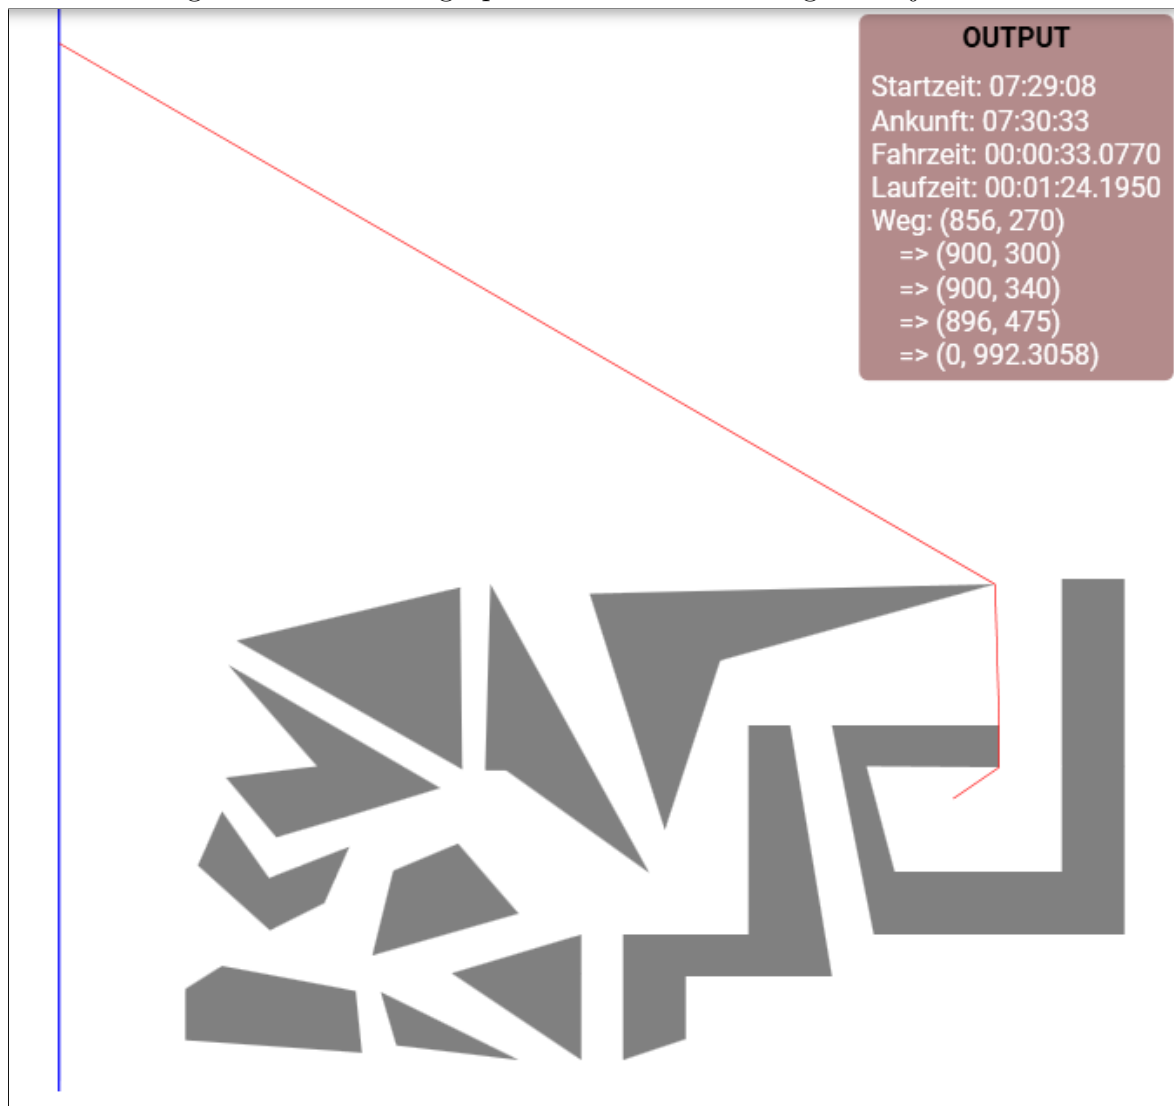 OUTPUT
Startzeit: 07:29:08
Ankunft: 07:30:33
Fahrzeit: 00:00:33.0770
Laufzeit: 00:01:24.1950
Weg: (856, 270)
=> (900, 300)
=> (900, 340)
=> (896, 475)
=> (0, 992.3058)